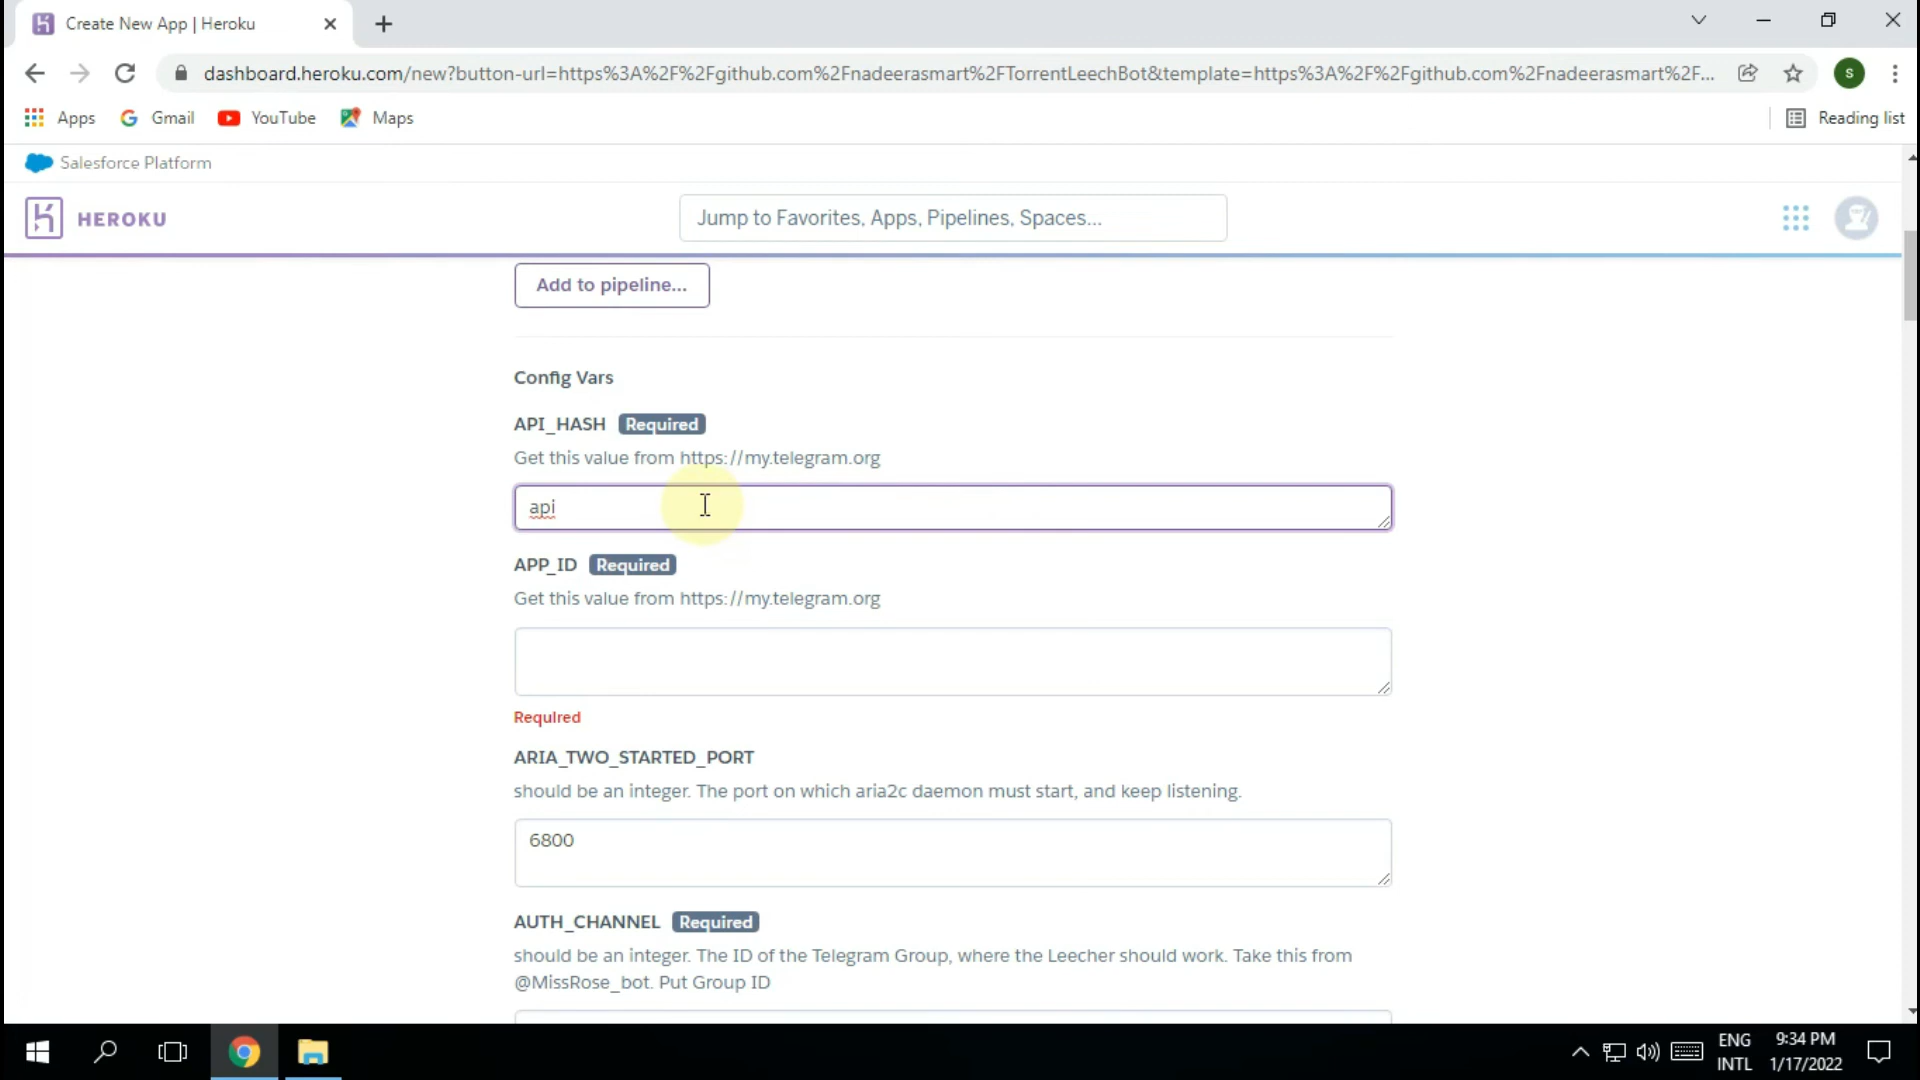 Create New App | Heroku
dashboard.heroku.com/new?button-url=https%3A%2F%2Fgithub.com%2Fnadeerasmart%2FTorrentLeechBot&template=https%3A%2F%2Fgithub.com%2Fnadeerasmart%2F...
S
Apps Gmail YouTube Maps Reading list
Salesforce Platform
HEROKU
Jump to Favorites, Apps, Pipelines, Spaces...
Add to pipeline...
Config Vars
API_HASH Required
Get this value from https://my.telegram.org
api
APP_ID Required
Get this value from https://my.telegram.org
Required
ARIA_TWO_STARTED_PORT
should be an integer. The port on which aria2c daemon must start, and keep listening.
6800
AUTH_CHANNEL Required
should be an integer. The ID of the Telegram Group, where the Leecher should work. Take this from
@MissRose_bot. Put Group ID
ENG 9:34 PM
INTL 1/17/2022